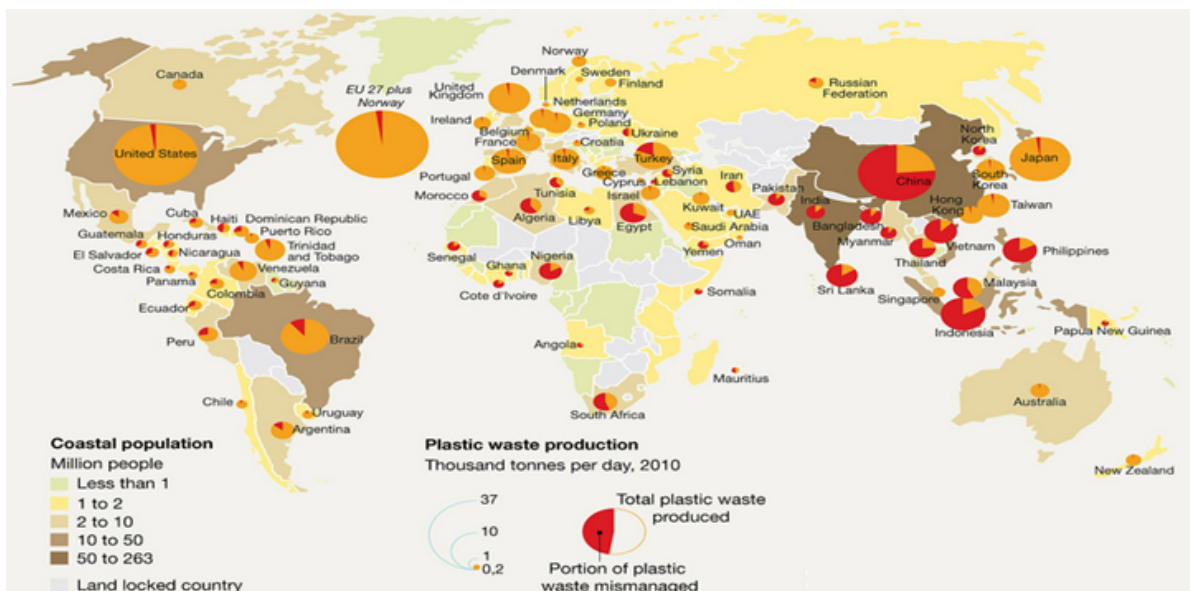 Canada
United States
EU 27 plus
Norway
Norway
Denmark
Sweden
Finland
United
Kingdom
Netherlands
Germany
Poland
Ireland
Belgium
France
Croatia
Ukraine
Spain
Italy
Greece
Turkey
Portugal
Cyprus
Syria
Lebanon
Israel
Morocco
Tunisia
Algeria
Libya
Egypt
Iran
Kuwait
UAE
Saudi Arabia
Oman
Yemen
Russian
Federation
North
Korea
South
Korea
Japan
China
Pakistan
India
Bangladesh
Myanmar
Hong
Kong
Taiwan
Vietnam
Thailand
Philippines
Sri Lanka
Singapore
Malaysia
Indonesia
Papua New Guinea
Mexico
Cuba
Haiti
Dominican Republic
Puerto Rico
Guatemala
Honduras
Trinidad
and Tobago
El Salvador
Nicaragua
Costa Rica
Venezuela
Panama
Guyana
Colombia
Ecuador
Peru
Brazil
Chile
Uruguay
Argentina
Senegal
Ghana
Nigeria
Cote d'Ivoire
Somalia
Angola
Mauritius
South Africa
Australia
New Zealand
Coastal population
Million people
Less than 1
1 to 2
2 to 10
10 to 50
50 to 263
Land locked country
Plastic waste production
Thousand tonnes per day, 2010
37
10
1
0,2
Total plastic waste
produced
Portion of plastic
waste mismanaged